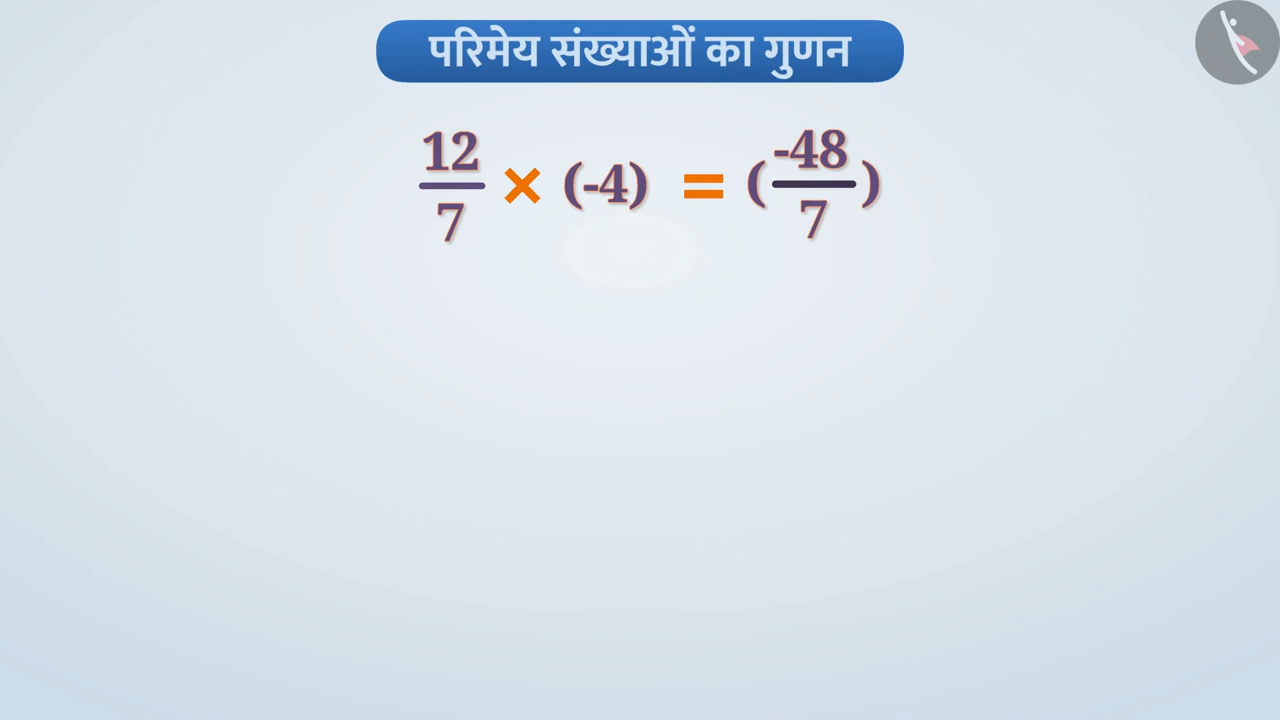 परिमेय संख्याओं का गुणन
12/7 × (-4) = (-48/7)